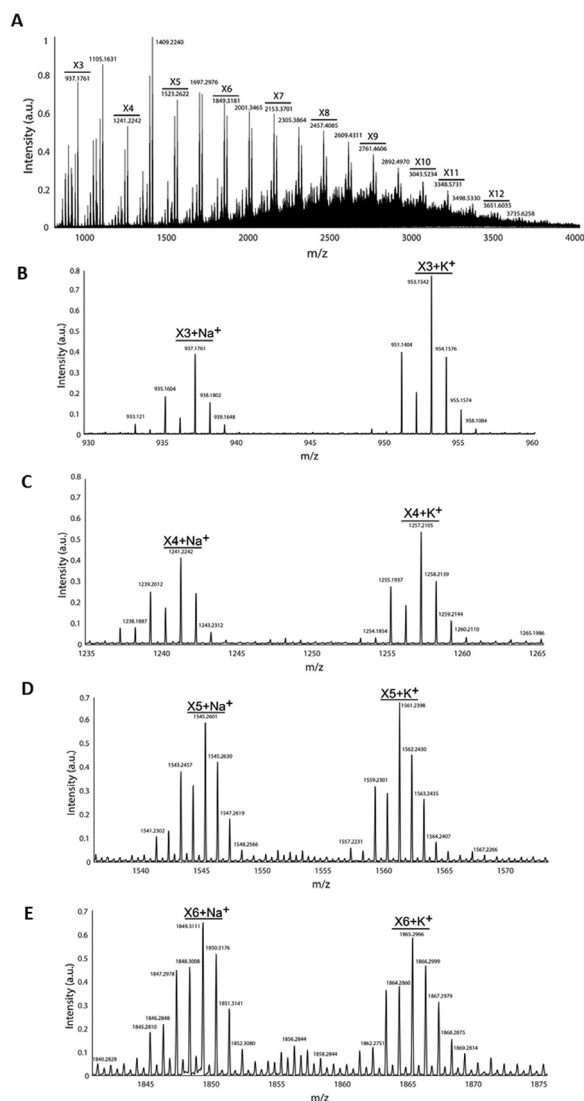 A
Intensity (a.u.)
1
0.8
0.6
0.4
0.2
0
X3
937.1761
1105.1631
X4
1241.2242
1409.2240
X5
1523.2622
1697.2976
X6
1849.3181
2001.3465
X7
2153.3701
2305.3864
X8
2457.4085
2609.4311
X9
2761.4606
2892.4970
X10
3043.5234
X11
3348.5731
3498.5330
X12
3651.6035
3735.6258
1000 1500 2000 2500 3000 3500 4000
m/z
B
Intensity (a.u.)
0.8
0.7
0.6
0.5
0.4
0.3
0.2
0.1
0
X3+Na+
937.1761
933.121
938.1802
939.1648
X3+K+
953.1542
951.1404
954.1576
955.1574
930 935 940 945 950 955 960
m/z
C
Intensity (a.u.)
0.8
0.7
0.6
0.5
0.4
0.3
0.2
0.1
0
X4+Na+
1241.2242
1239.2012
1238.1887
1243.2312
X4+K+
1257.2105
1255.1937
1258.2139
1254.1854
1259.2144
1260.2110
1265.1986
1235 1240 1245 1250 1255 1260 1265
m/z
D
Intensity (a.u.)
0.7
0.6
0.5
0.4
0.3
0.2
0.1
0
X5+Na+
1545.2601
1543.2457
1545.2630
1541.2302
1547.2619
1548.2566
X5+K+
1561.2398
1562.2430
1559.2301
1563.2435
1557.2231
1564.2407
1567.2266
1540 1545 1550 1555 1560 1565 1570
m/z
E
Intensity (a.u.)
0.7
0.6
0.5
0.4
0.3
0.2
0.1
0
X6+Na+
1849.3111
1848.3008
1847.2978
1850.3176
1846.2848
1845.2810
1851.3141
1840.2828
1852.3080
1856.2844
1858.2844
X6+K+
1865.2966
1866.2999
1864.2860
1867.2979
1862.2751
1868.2875
1869.2814
1845 1850 1855 1860 1865 1870 1875
m/z